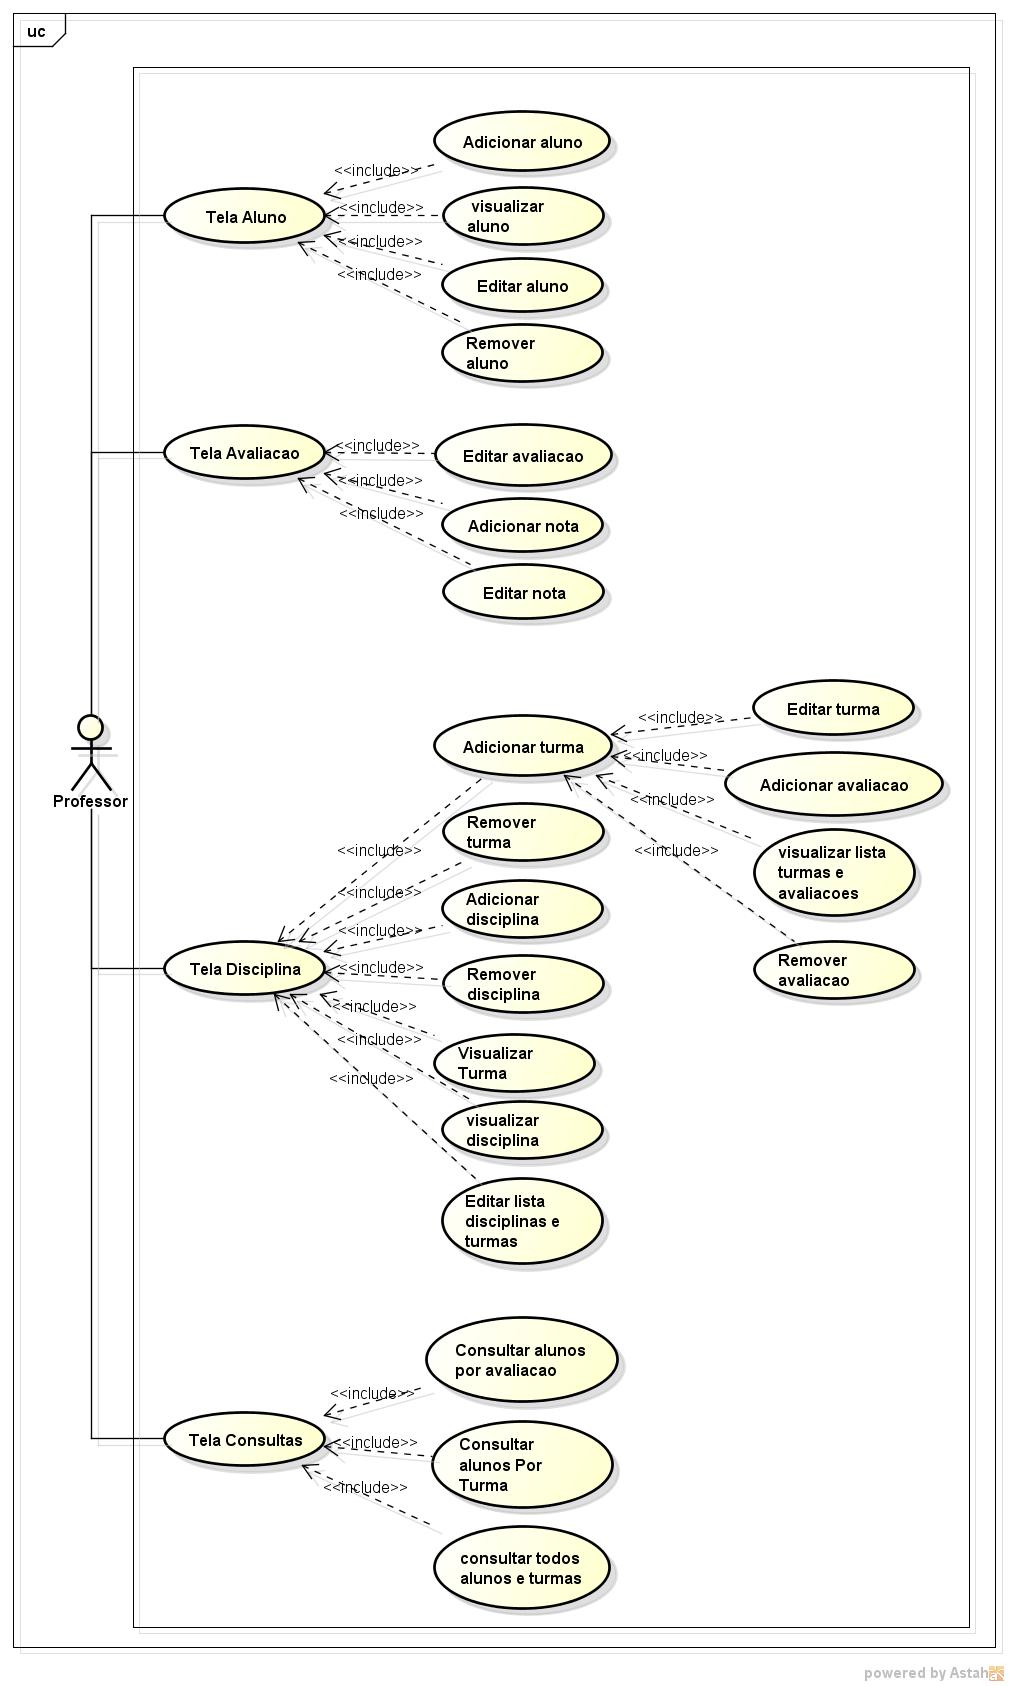 uc
Adicionar aluno
<<include>>
<<include>>
visualizar
aluno
Tela Aluno
<<include>>
<<include>>
Editar aluno
Remover
aluno
<<include>>
Tela Avaliacao
Editar avaliacao
<<include>>
<<include>>
Adicionar nota
Editar nota
Editar turma
<<include>>
Adicionar turma
<<include>>
Adicionar avaliacao
<<include>>
Professor
Remover
turma
<<include>>
<<include>>
visualizar lista
turmas e
avaliacoes
<<include>>
Adicionar
disciplina
<<include>>
Remover
avaliacao
Tela Disciplina
<<include>>
Remover
disciplina
<<include>>
<<include>>
Visualizar
Turma
<<include>>
visualizar
disciplina
Editar lista
disciplinas e
turmas
Consultar alunos
por avaliacao
<<include>>
Tela Consultas
<<include>>
Consultar
alunos Por
Turma
<<include>>
consultar todos
alunos e turmas
powered by Astah